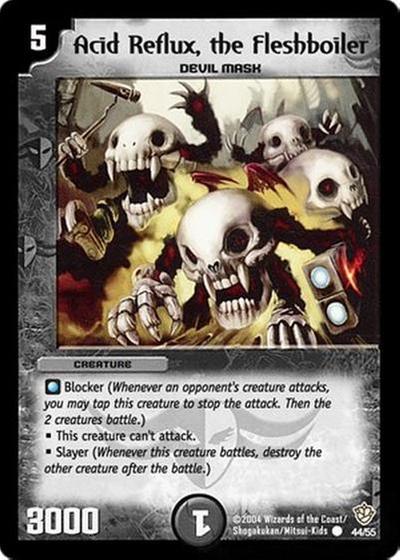 5 Acid Reflux, the Fleshboiler
DEVIL MASK
CREATURE
Blocker (Whenever an opponent's creature attacks,
you may tap this creature to stop the attack. Then the
2 creatures battle.)
▪ This creature can't attack.
▪ Slayer (Whenever this creature battles, destroy the
other creature after the battle.)
3000
1
©2004 Wizards of the Coast/
Shogakukan/Mitsui-Kids ● 44/55